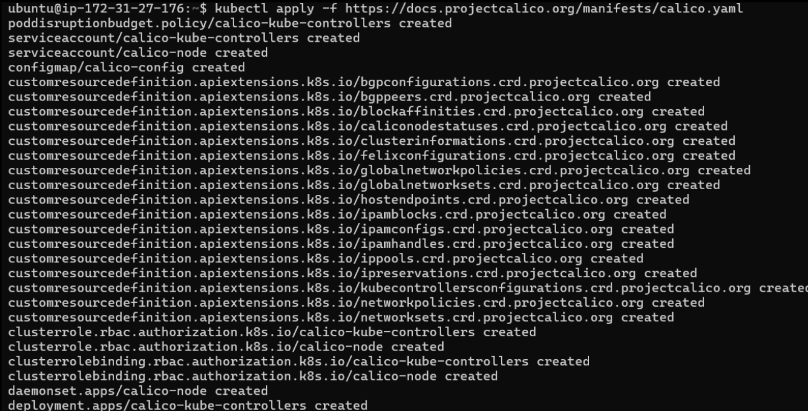 ubuntu@ip-172-31-27-176:~$ kubectl apply -f https://docs.projectcalico.org/manifests/calico.yaml
poddisruptionbudget.policy/calico-kube-controllers created
serviceaccount/calico-kube-controllers created
serviceaccount/calico-node created
configmap/calico-config created
customresourcedefinition.apiextensions.k8s.io/bgpconfigurations.crd.projectcalico.org created
customresourcedefinition.apiextensions.k8s.io/bgppeers.crd.projectcalico.org created
customresourcedefinition.apiextensions.k8s.io/blockaffinities.crd.projectcalico.org created
customresourcedefinition.apiextensions.k8s.io/caliconodestatuses.crd.projectcalico.org created
customresourcedefinition.apiextensions.k8s.io/clusterinformations.crd.projectcalico.org created
customresourcedefinition.apiextensions.k8s.io/felixconfigurations.crd.projectcalico.org created
customresourcedefinition.apiextensions.k8s.io/globalnetworkpolicies.crd.projectcalico.org created
customresourcedefinition.apiextensions.k8s.io/globalnetworksets.crd.projectcalico.org created
customresourcedefinition.apiextensions.k8s.io/hostendpoints.crd.projectcalico.org created
customresourcedefinition.apiextensions.k8s.io/ipamblocks.crd.projectcalico.org created
customresourcedefinition.apiextensions.k8s.io/ipamconfigs.crd.projectcalico.org created
customresourcedefinition.apiextensions.k8s.io/ipamhandles.crd.projectcalico.org created
customresourcedefinition.apiextensions.k8s.io/ippools.crd.projectcalico.org created
customresourcedefinition.apiextensions.k8s.io/ipreservations.crd.projectcalico.org created
customresourcedefinition.apiextensions.k8s.io/kubecontrollersconfigurations.crd.projectcalico.org created
customresourcedefinition.apiextensions.k8s.io/networkpolicies.crd.projectcalico.org created
customresourcedefinition.apiextensions.k8s.io/networksets.crd.projectcalico.org created
clusterrole.rbac.authorization.k8s.io/calico-kube-controllers created
clusterrole.rbac.authorization.k8s.io/calico-node created
clusterrolebinding.rbac.authorization.k8s.io/calico-kube-controllers created
clusterrolebinding.rbac.authorization.k8s.io/calico-node created
daemonset.apps/calico-node created
deployment.apps/calico-kube-controllers created